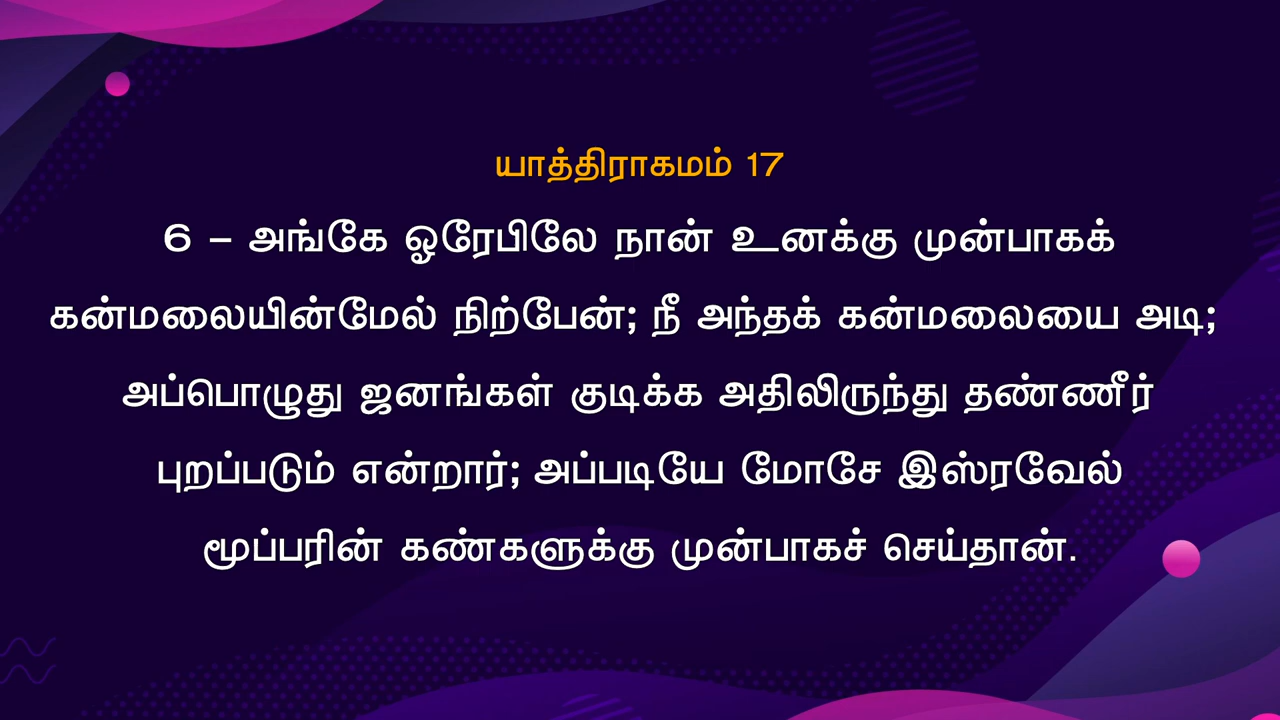 யாத்திராகமம் 17
6 – அங்கே ஓரேபிலே நான் உனக்கு முன்பாகக்
கன்மலையின்மேல் நிற்பேன்; நீ அந்தக் கன்மலையை அடி;
அப்பொழுது ஜனங்கள் குடிக்க அதிலிருந்து தண்ணீர்
புறப்படும் என்றார்; அப்படியே மோசே இஸ்ரவேல்
மூப்பரின் கண்களுக்கு முன்பாகச் செய்தான்.